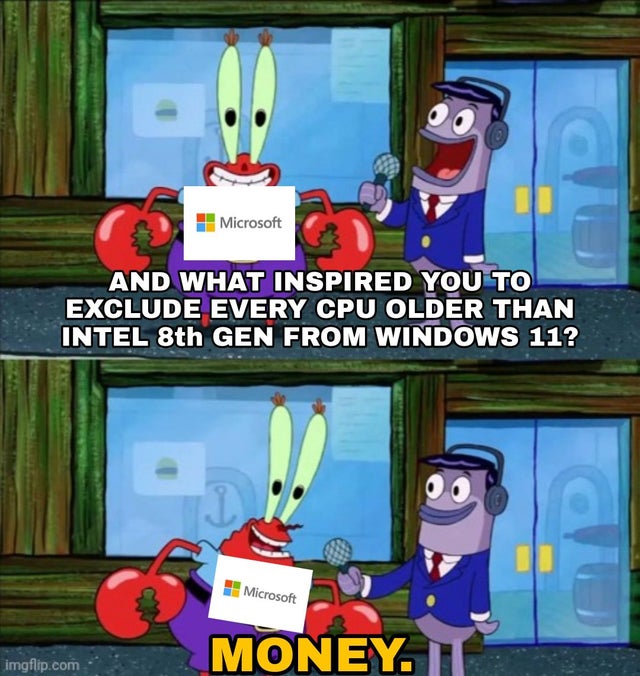 Microsoft
AND WHAT INSPIRED YOU TO
EXCLUDE EVERY CPU OLDER THAN
INTEL 8th GEN FROM WINDOWS 11?
Microsoft
MONEY.
imgflip.com